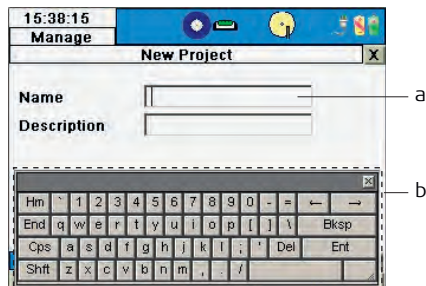 15:38:15
Manage
New Project X
Name a
Description
b
Hm ` 1 2 3 4 5 6 7 8 9 0 - = ← →
End q w e r t y u i o p [ ] \ Bksp
Cps a s d f g h j k l ; ' Del Ent
Shft z x c v b n m , . /